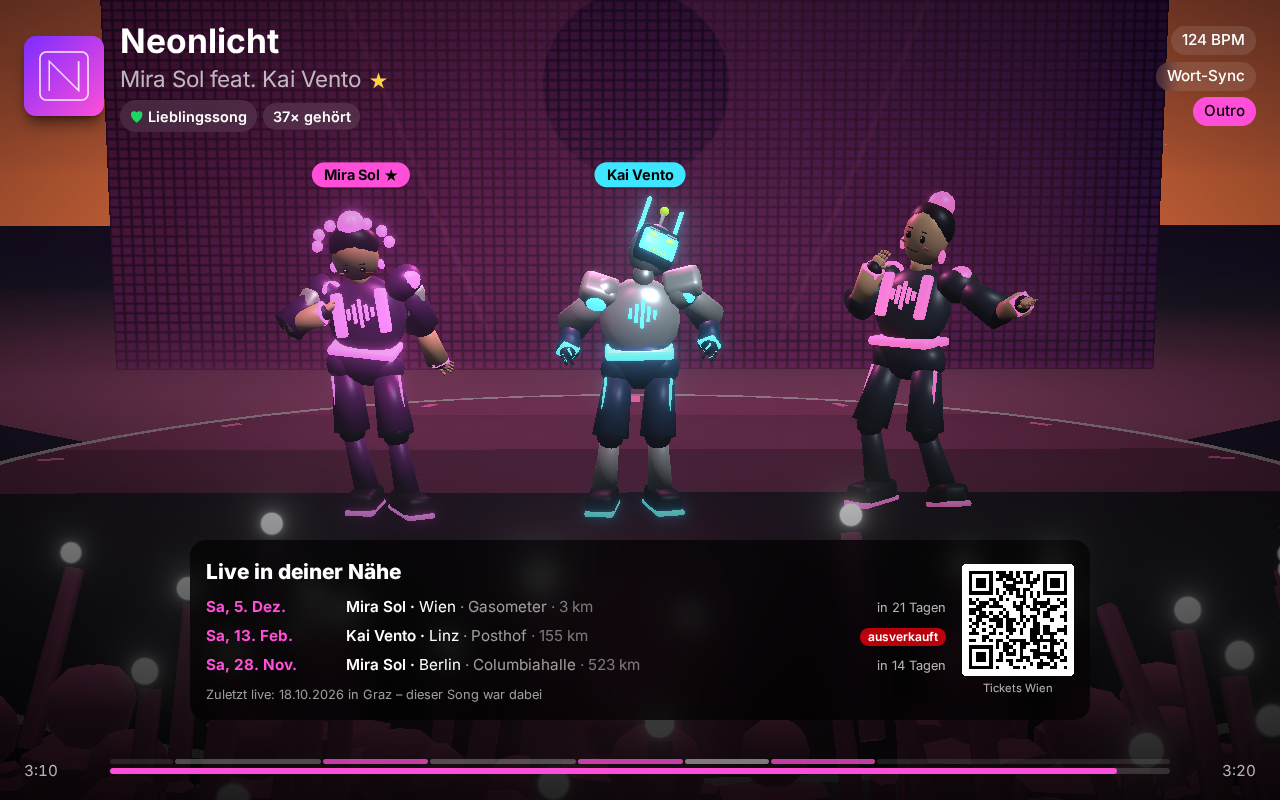 N
Neonlicht
Mira Sol feat. Kai Vento ★
Lieblingssong
37× gehört
124 BPM
Wort-Sync
Outro
Mira Sol ★
Kai Vento
Live in deiner Nähe
Sa, 5. Dez. Mira Sol · Wien · Gasometer · 3 km in 21 Tagen
Sa, 13. Feb. Kai Vento · Linz · Posthof · 155 km ausverkauft
Sa, 28. Nov. Mira Sol · Berlin · Columbiahalle · 523 km in 14 Tagen
Zuletzt live: 18.10.2026 in Graz – dieser Song war dabei
Tickets Wien
3:10
3:20